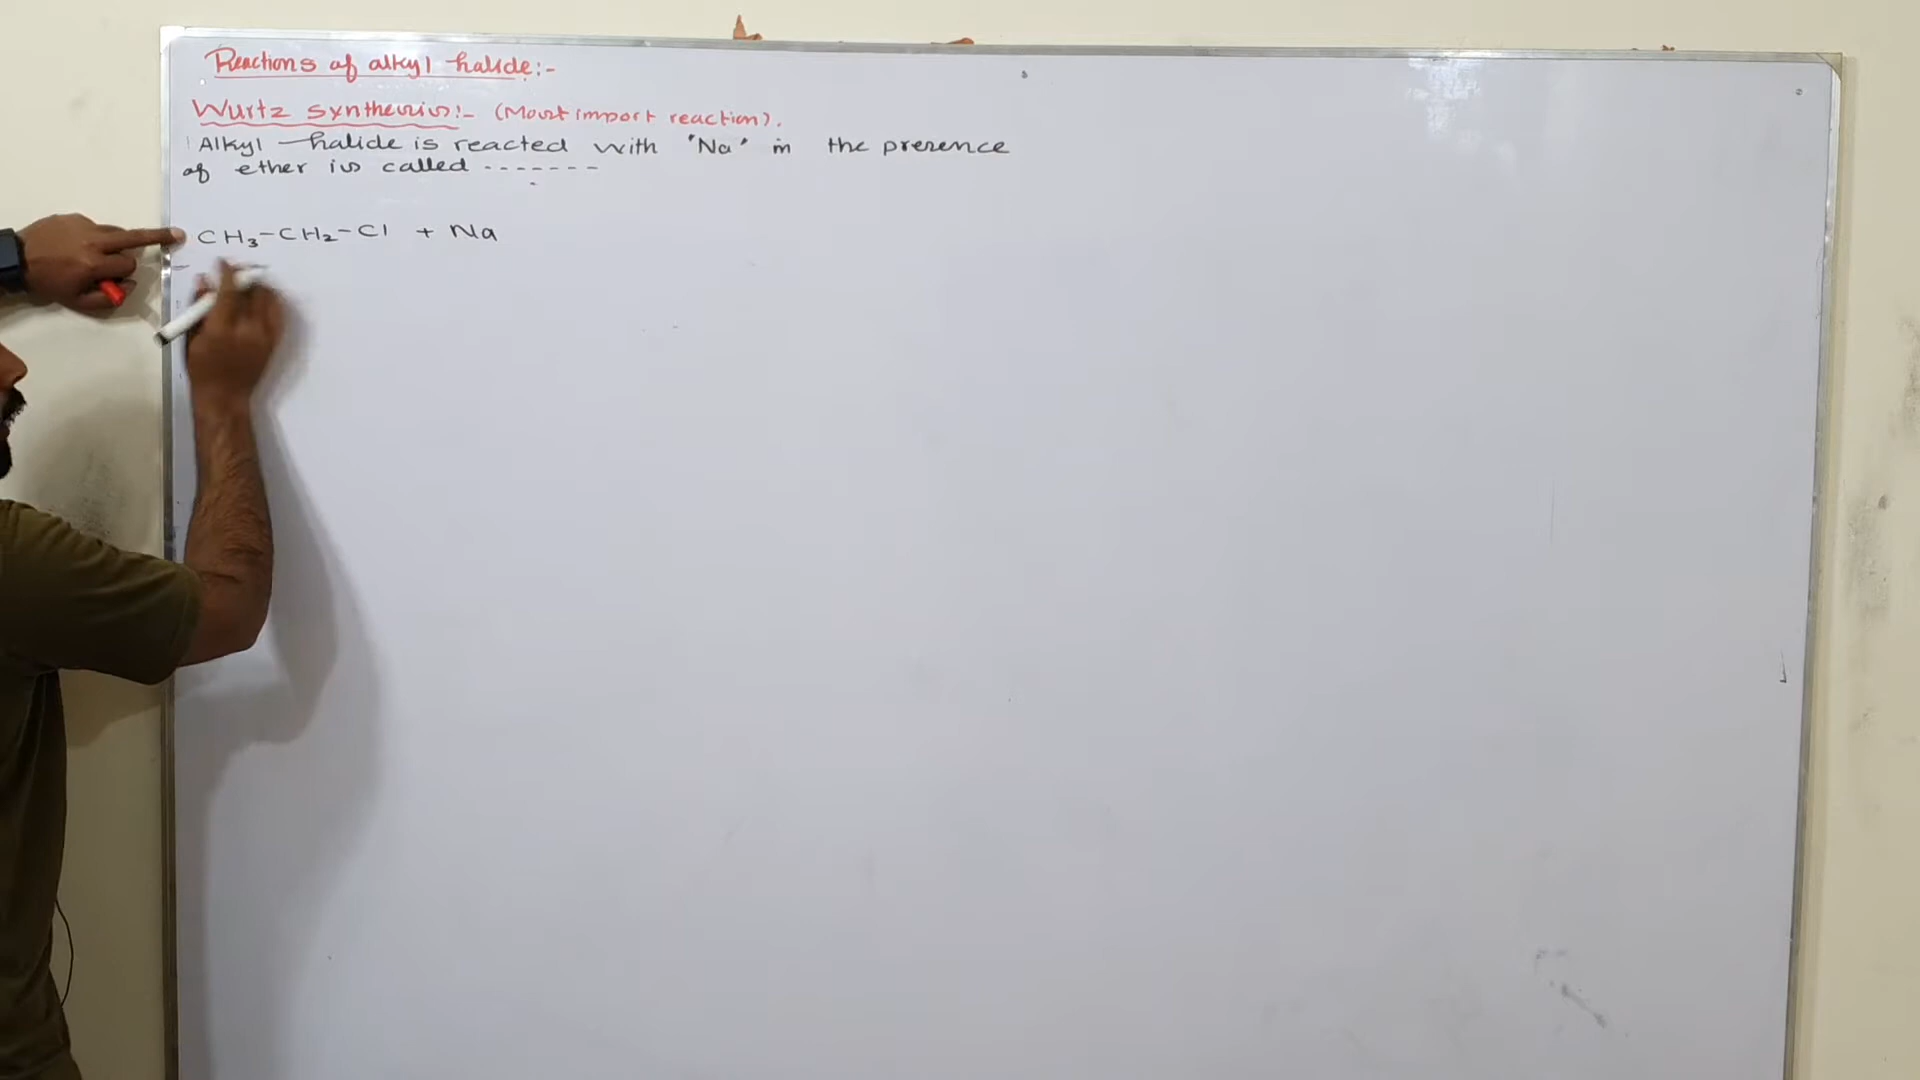 Reactions of alkyl halide:-
Wurtz synthesis:- (Most import reaction).
Alkyl halide is reacted with "Na" in the presence
of ether is called -------
CH₃-CH₂-Cl + Na